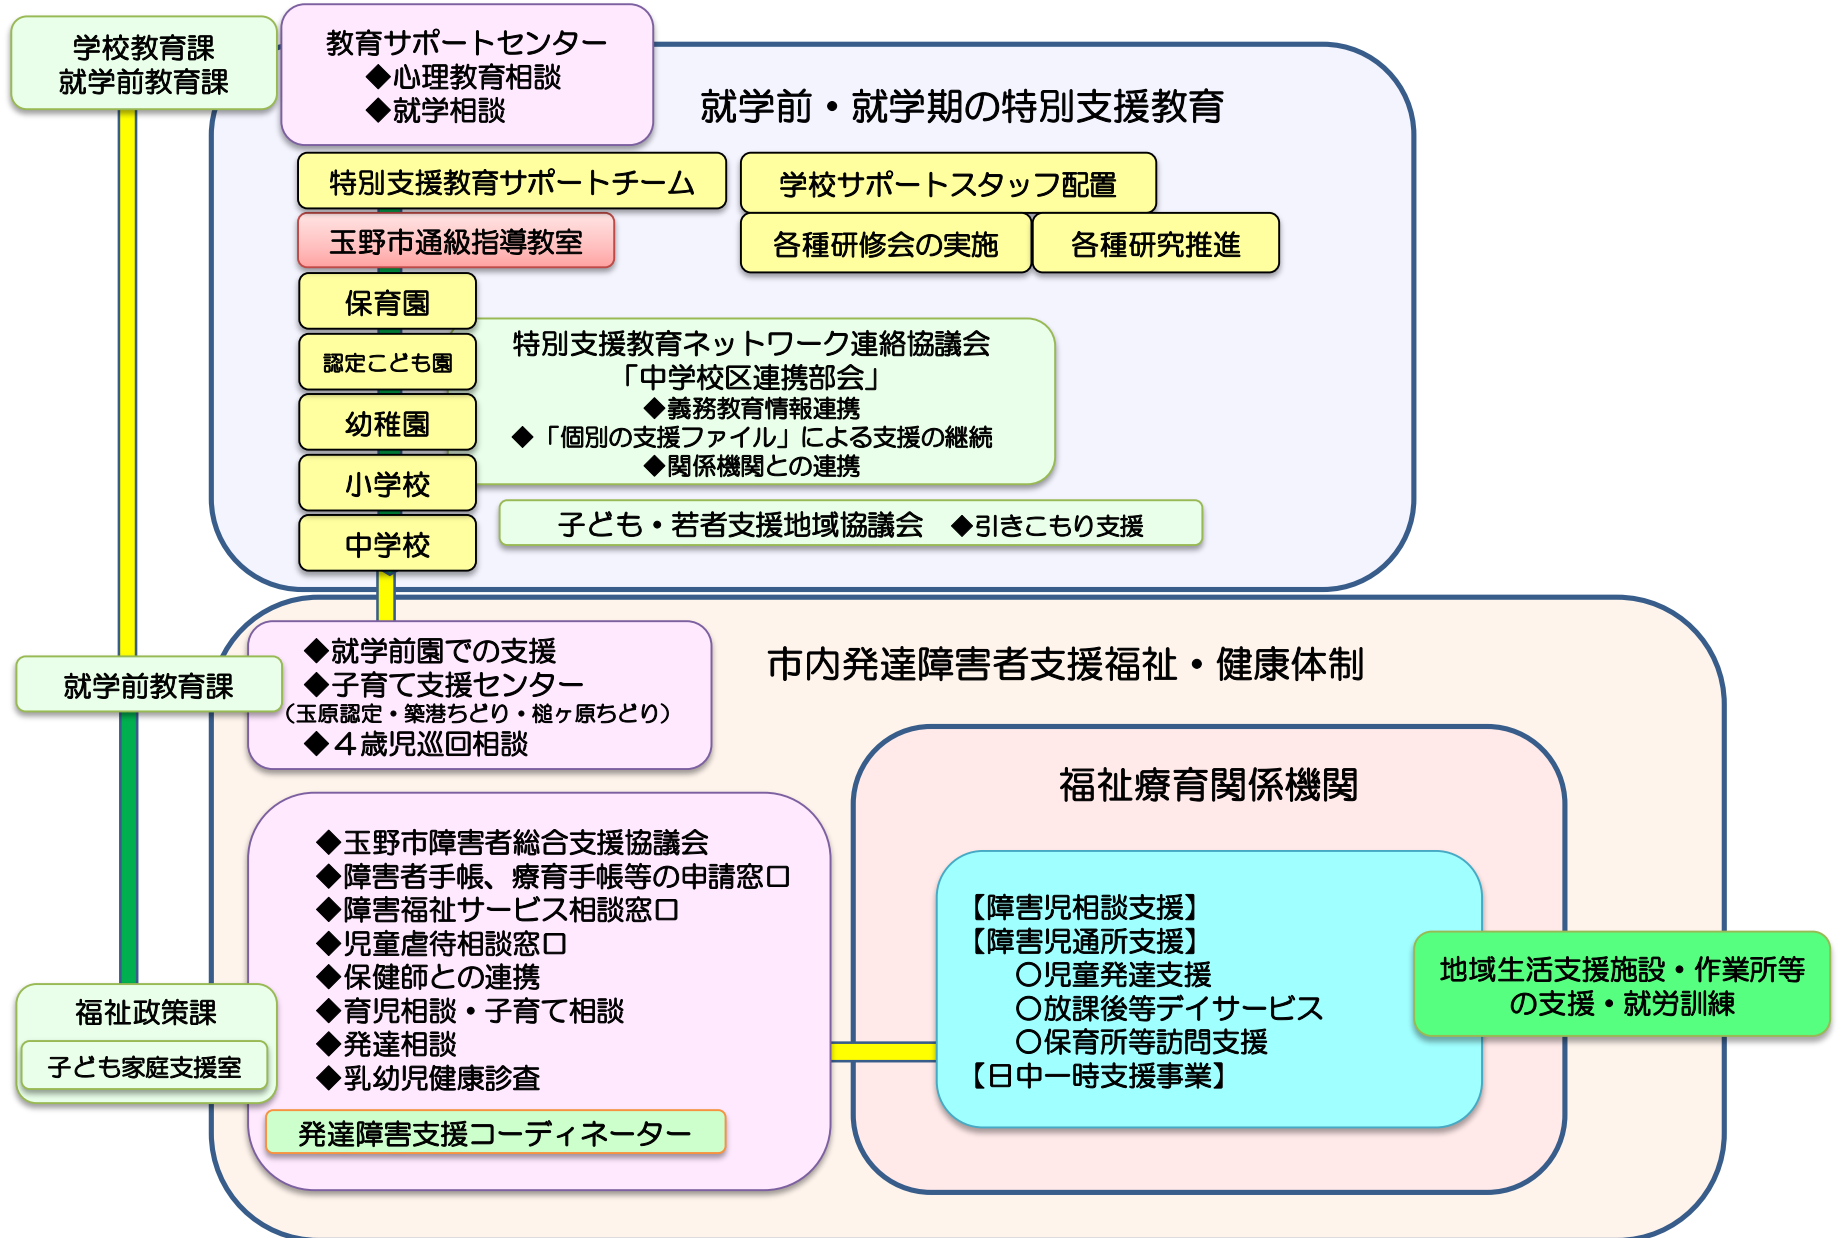 学校教育課
就学前教育課
教育サポートセンター
◆心理教育相談
◆就学相談
就学前・就学期の特別支援教育
特別支援教育サポートチーム
学校サポートスタッフ配置
玉野市通級指導教室
各種研修会の実施
各種研究推進
保育園
認定こども園
幼稚園
小学校
中学校
特別支援教育ネットワーク連絡協議会
「中学校区連携部会」
◆義務教育情報連携
◆「個別の支援ファイル」による支援の継続
◆関係機関との連携
子ども・若者支援地域協議会　◆引きこもり支援
就学前教育課
◆就学前園での支援
◆子育て支援センター
（玉原認定・築港ちどり・槌ヶ原ちどり）
◆４歳児巡回相談
市内発達障害者支援福祉・健康体制
福祉政策課
子ども家庭支援室
◆玉野市障害者総合支援協議会
◆障害者手帳、療育手帳等の申請窓口
◆障害福祉サービス相談窓口
◆児童虐待相談窓口
◆保健師との連携
◆育児相談・子育て相談
◆発達相談
◆乳幼児健康診査
発達障害支援コーディネーター
福祉療育関係機関
【障害児相談支援】
【障害児通所支援】
〇児童発達支援
〇放課後等デイサービス
〇保育所等訪問支援
【日中一時支援事業】
地域生活支援施設・作業所等
の支援・就労訓練